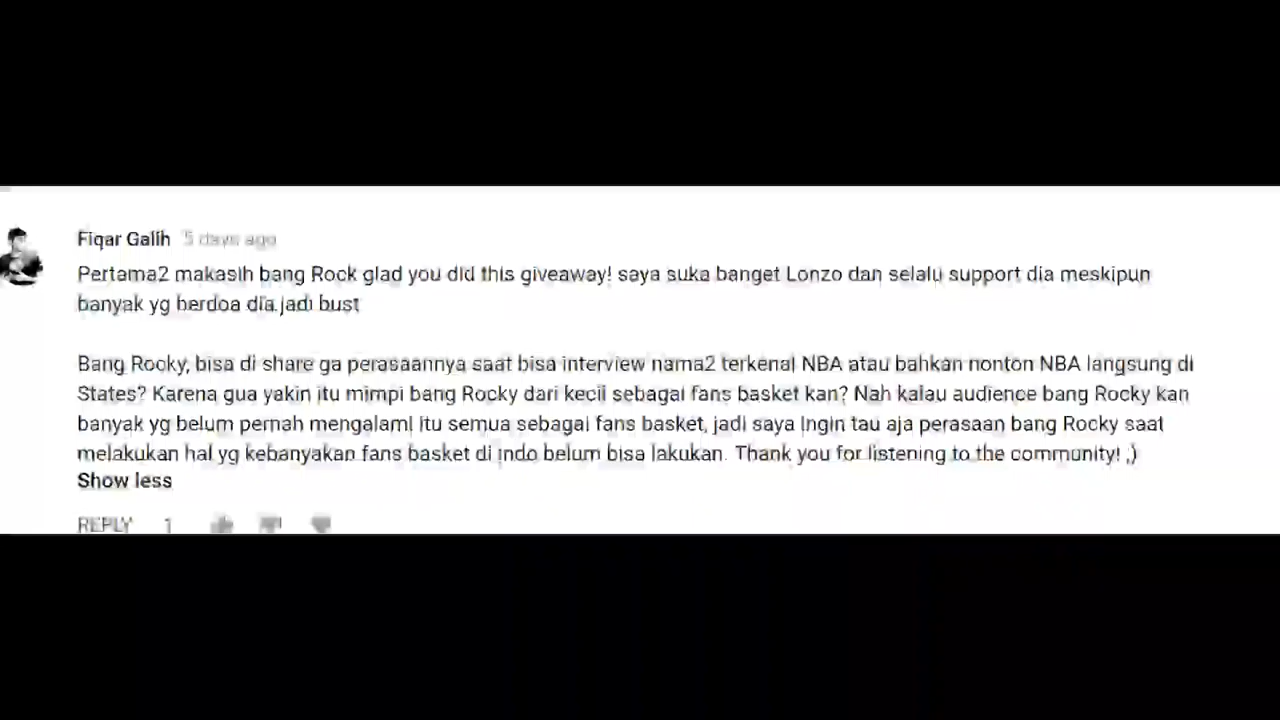 Fiqar Galih 5 days ago
Pertama2 makasih bang Rock glad you did this giveaway! saya suka banget Lonzo dan selalu support dia meskipun
banyak yg berdoa dia jadi bust
Bang Rocky, bisa di share ga perasaannya saat bisa interview nama2 terkenal NBA atau bahkan nonton NBA langsung di
States? Karena gua yakin itu mimpi bang Rocky dari kecil sebagai fans basket kan? Nah kalau audience bang Rocky kan
banyak yg belum pernah mengalami itu semua sebagai fans basket, jadi saya ingin tau aja perasaan bang Rocky saat
melakukan hal yg kebanyakan fans basket di indo belum bisa lakukan. Thank you for listening to the community! ;)
Show less
REPLY 1